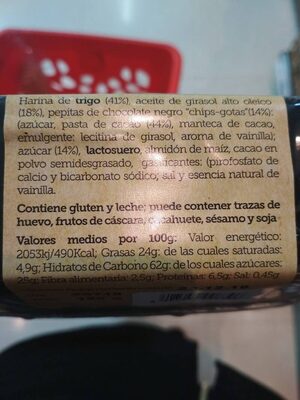 Harina de trigo (41%), aceite de girasol alto oleico
(18%), pepitas de chocolate negro "chips-gotas"(14%):
(azúcar, pasta de cacao (44%), manteca de cacao,
emulgente: lecitina de girasol, aroma de vainilla);
azúcar (14%), lactosuero, almidón de maíz, cacao en
polvo semidesgrasado, gasificantes: (pirofosfato de
calcio y bicarbonato sódico; sal y esencia natural de
vainilla.
Contiene gluten y leche; puede contener trazas de
huevo, frutos de cáscara, cacahuete, sésamo y soja
Valores medios por 100g: Valor energético:
2053kj/490Kcal; Grasas 24g: de las cuales saturadas:
4,9g; Hidratos de Carbono 62g: de los cuales azúcares:
25g; Fibra alimentaria: 2,5g; Proteínas: 6,5g; Sal: 0,45g